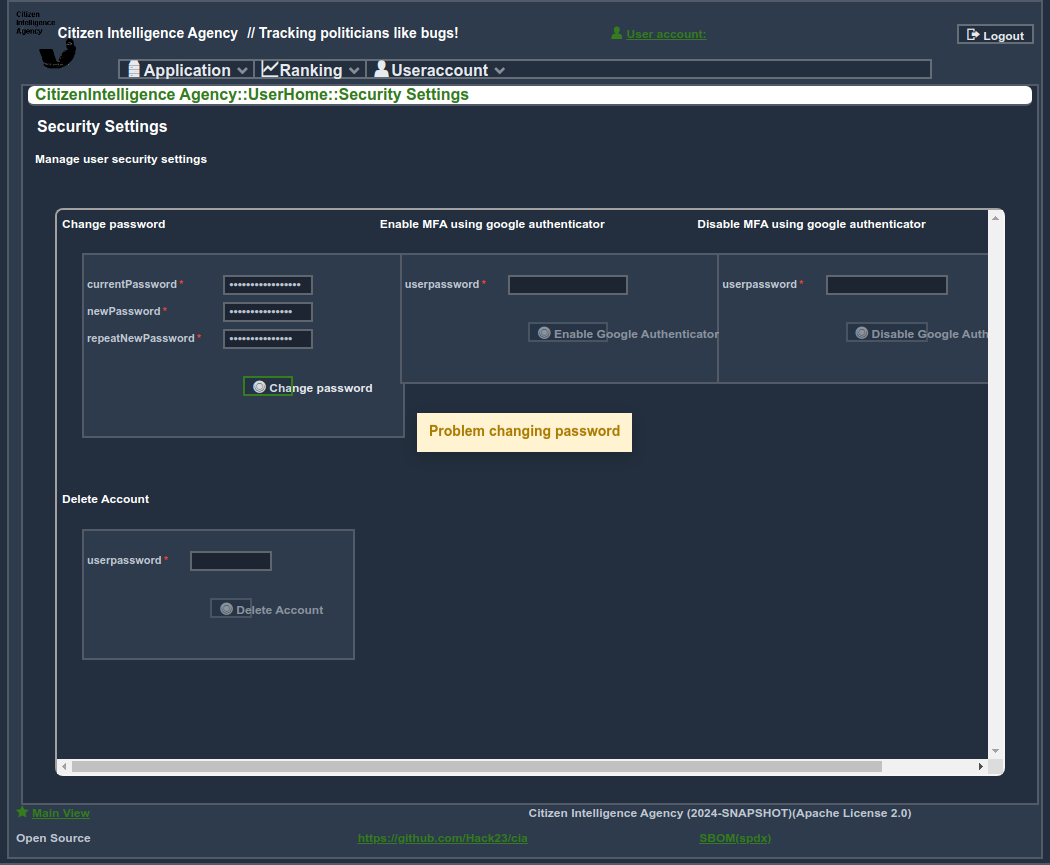 Citizen
Intelligence
Agency
Citizen Intelligence Agency // Tracking politicians like bugs!
User account:
Logout
Application
Ranking
Useraccount
CitizenIntelligence Agency::UserHome::Security Settings
Security Settings
Manage user security settings
Change password
Enable MFA using google authenticator
Disable MFA using google authenticator
currentPassword*
userpassword*
userpassword*
newPassword*
repeatNewPassword*
Enable Google Authenticator
Disable Google Auth
Change password
Problem changing password
Delete Account
userpassword*
Delete Account
Main View
Citizen Intelligence Agency (2024-SNAPSHOT)(Apache License 2.0)
Open Source
https://github.com/Hack23/cia
SBOM(spdx)